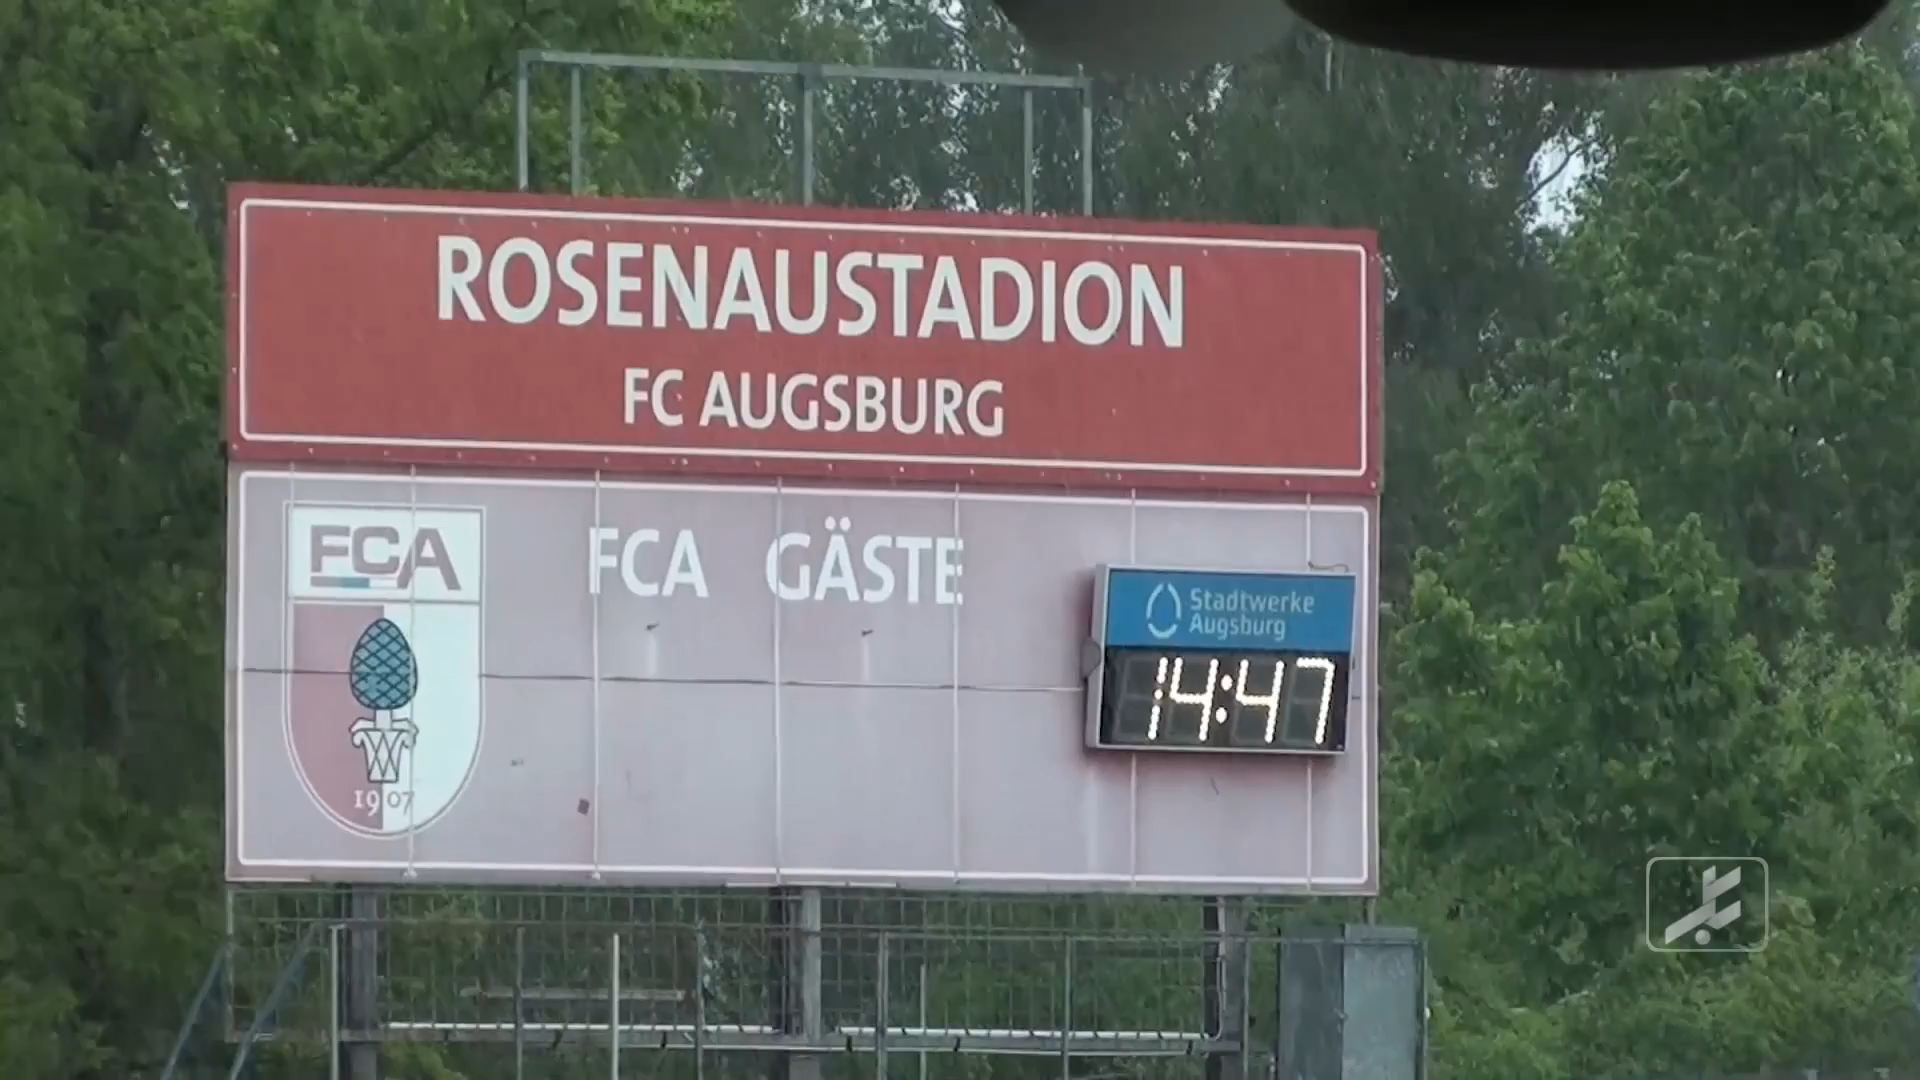 ROSENAUSTADION
FC AUGSBURG
FCA
FCA GÄSTE
Stadtwerke
Augsburg
14:47
1907